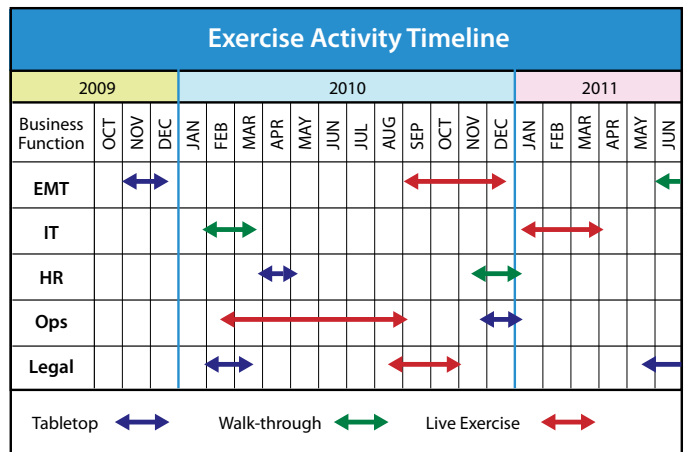 Exercise Activity Timeline
2009 2010 2011
Business Function OCT NOV DEC JAN FEB MAR APR MAY JUN JUL AUG SEP OCT NOV DEC JAN FEB MAR APR MAY JUN
EMT
IT
HR
Ops
Legal
Tabletop Walk-through Live Exercise